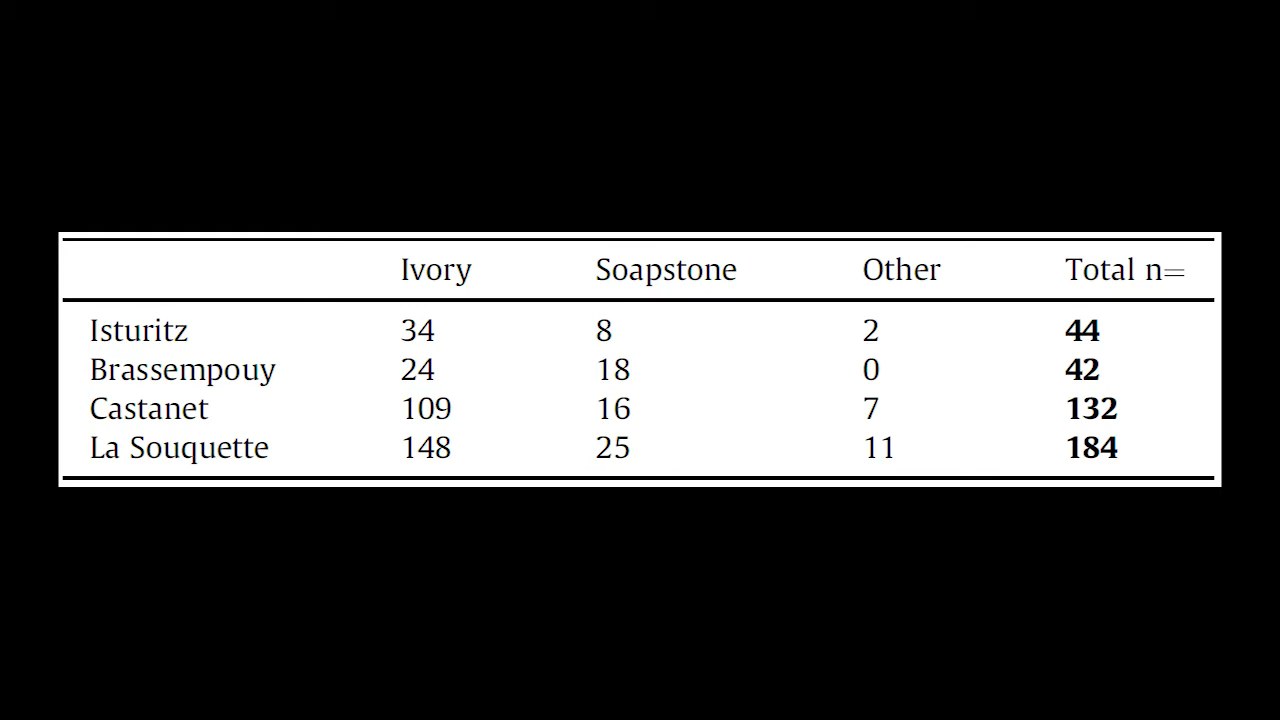 Ivory Soapstone Other Total n=
Isturitz 34 8 2 44
Brassempouy 24 18 0 42
Castanet 109 16 7 132
La Souquette 148 25 11 184